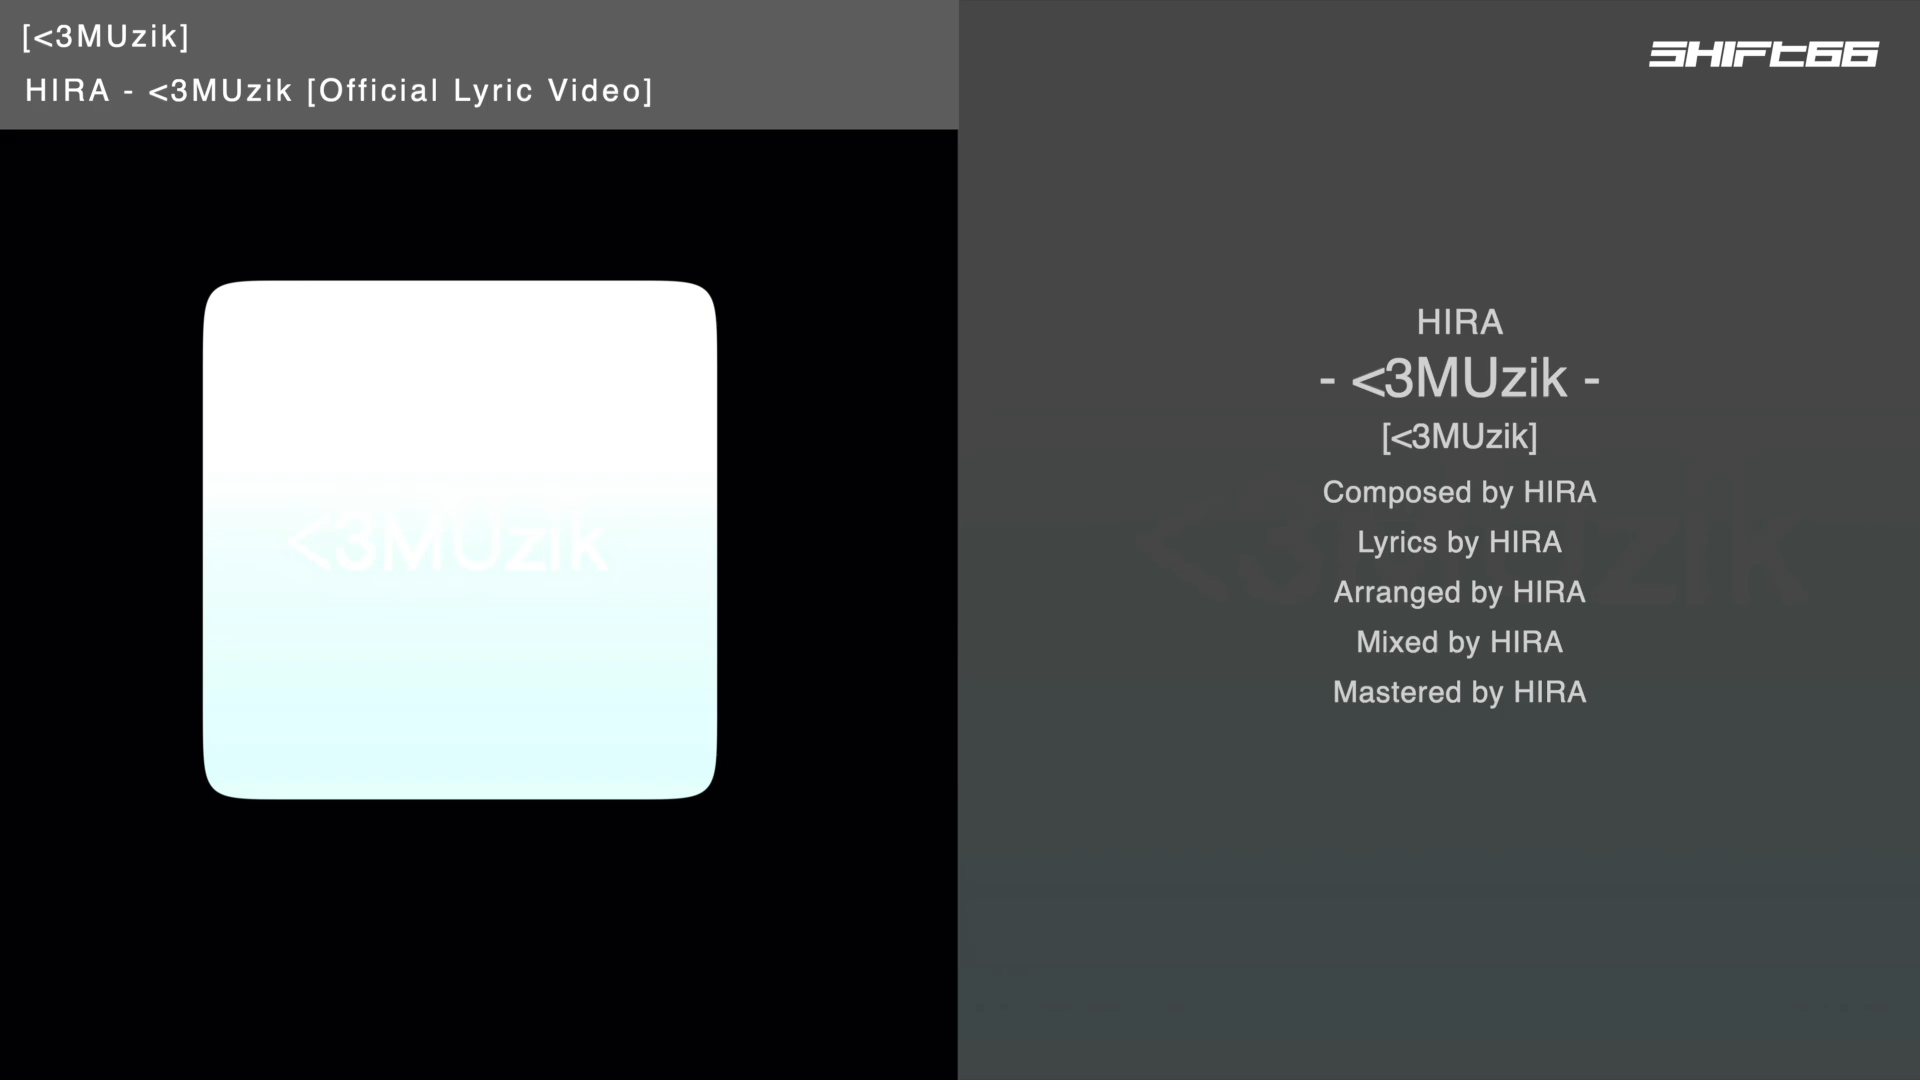 [<3MUzik]
HIRA - <3MUzik [Official Lyric Video]
SHIFt66
<3MUzik
HIRA
- <3MUzik -
[<3MUzik]
Composed by HIRA
Lyrics by HIRA
Arranged by HIRA
Mixed by HIRA
Mastered by HIRA
<3MUzik